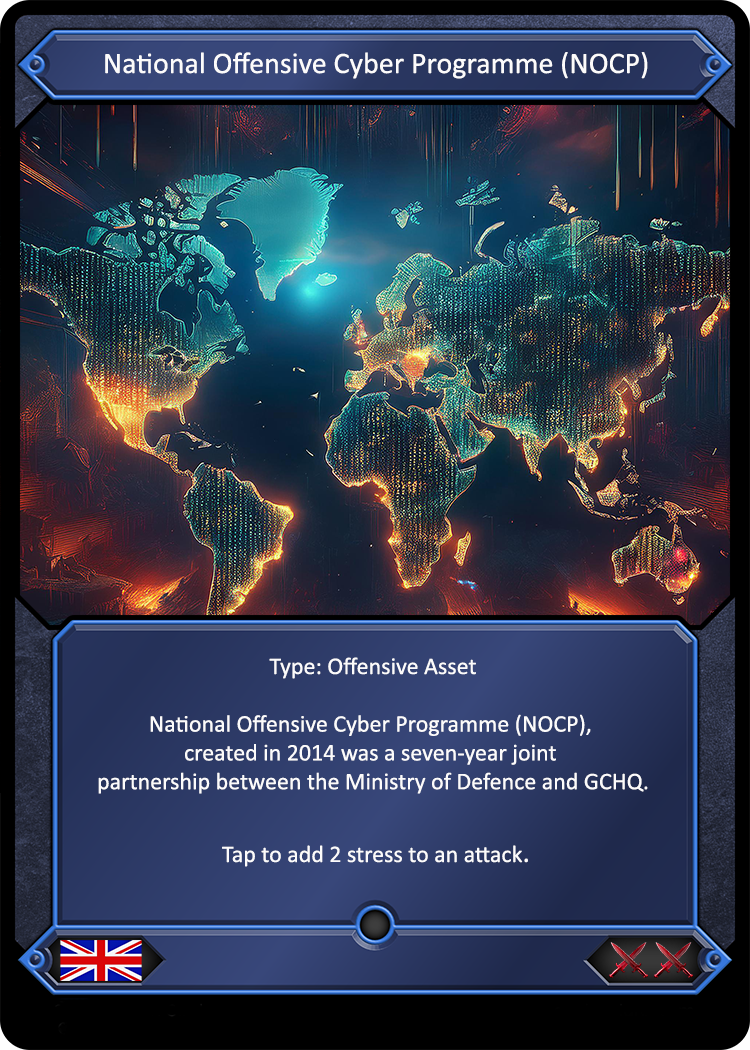 National Offensive Cyber Programme (NOCP)
Type: Offensive Asset
National Offensive Cyber Programme (NOCP),
created in 2014 was a seven-year joint
partnership between the Ministry of Defence and GCHQ.
Tap to add 2 stress to an attack.